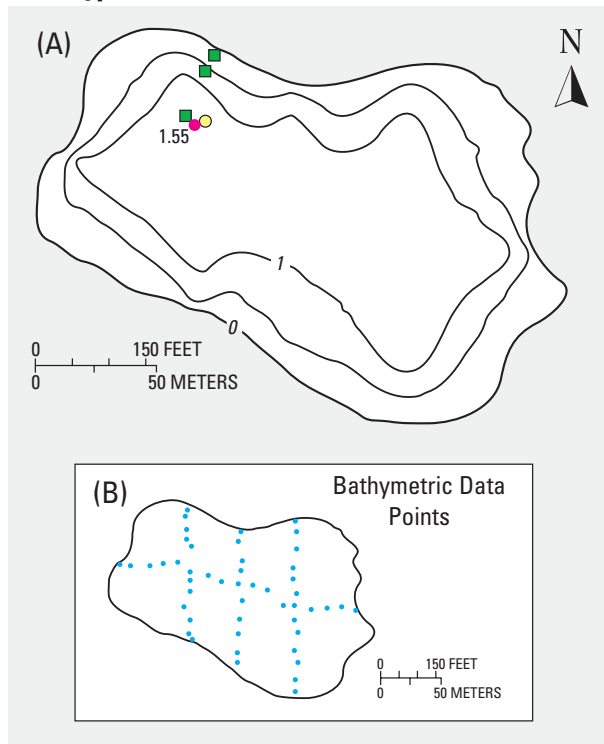 (A)
N
1.55
1
0
0 150 FEET
0 50 METERS
(B)
Bathymetric Data
Points
0 150 FEET
0 50 METERS